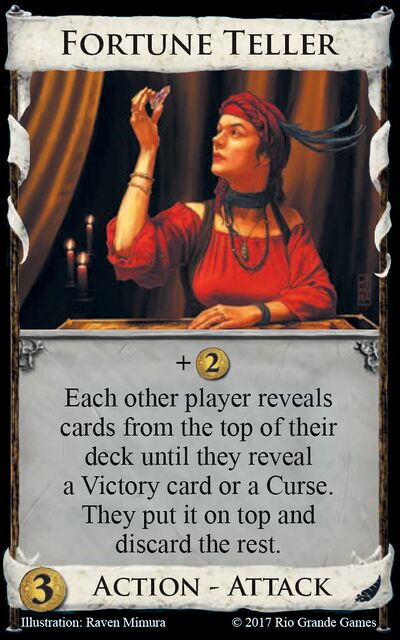 Fortune Teller
+ 2
Each other player reveals
cards from the top of their
deck until they reveal
a Victory card or a Curse.
They put it on top and
discard the rest.
3 Action - Attack
Illustration: Raven Mimura © 2017 Rio Grande Games